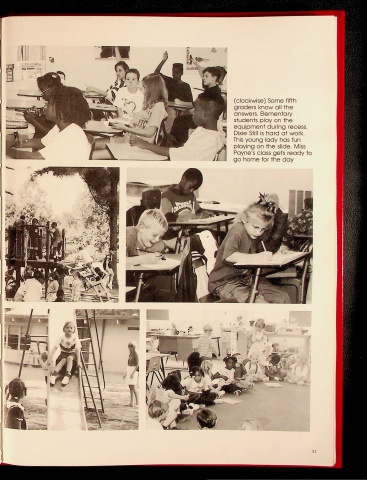 (clockwise) Some fifth
graders know all the
answers. Elementary
students play on the
equipment during recess.
Dixie Still is hard at work.
This young lady has fun
playing on the slide. Miss
Payne's class gets ready to
go home for the day
31